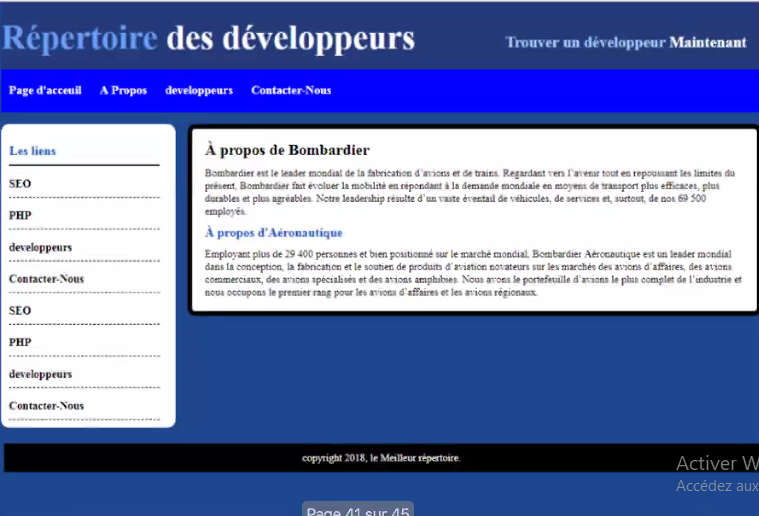 Répertoire des développeurs
Trouver un développeur Maintenant
Page d'acceuil A Propos developpeurs Contacter-Nous
Les liens
SEO
PHP
developpeurs
Contacter-Nous
SEO
PHP
developpeurs
Contacter-Nous
À propos de Bombardier
Bombardier est le leader mondial de la fabrication d'avions et de trains. Regardant vers l'avenir tout en repoussant les limites du
présent, Bombardier fait évoluer la mobilité en répondant à la demande mondiale en moyens de transport plus efficaces, plus
durables et plus agréables. Notre leadership résulte d'un vaste éventail de véhicules, de services et, surtout, de nos 69 500
employés.
À propos d'Aéronautique
Employant plus de 29 400 personnes et bien positionné sur le marché mondial, Bombardier Aéronautique est un leader mondial
dans la conception, la fabrication et le soutien de produits d'aviation novateurs sur les marchés des avions d'affaires, des avions
commerciaux, des avions spécialisés et des avions amphibies. Nous avons le portefeuille d'avions le plus complet de l'industrie et
nous occupons le premier rang pour les avions d'affaires et les avions régionaux.
copyright 2018, le Meilleur répertoire.
Activer W
Accédez aux
Page 41 sur 45